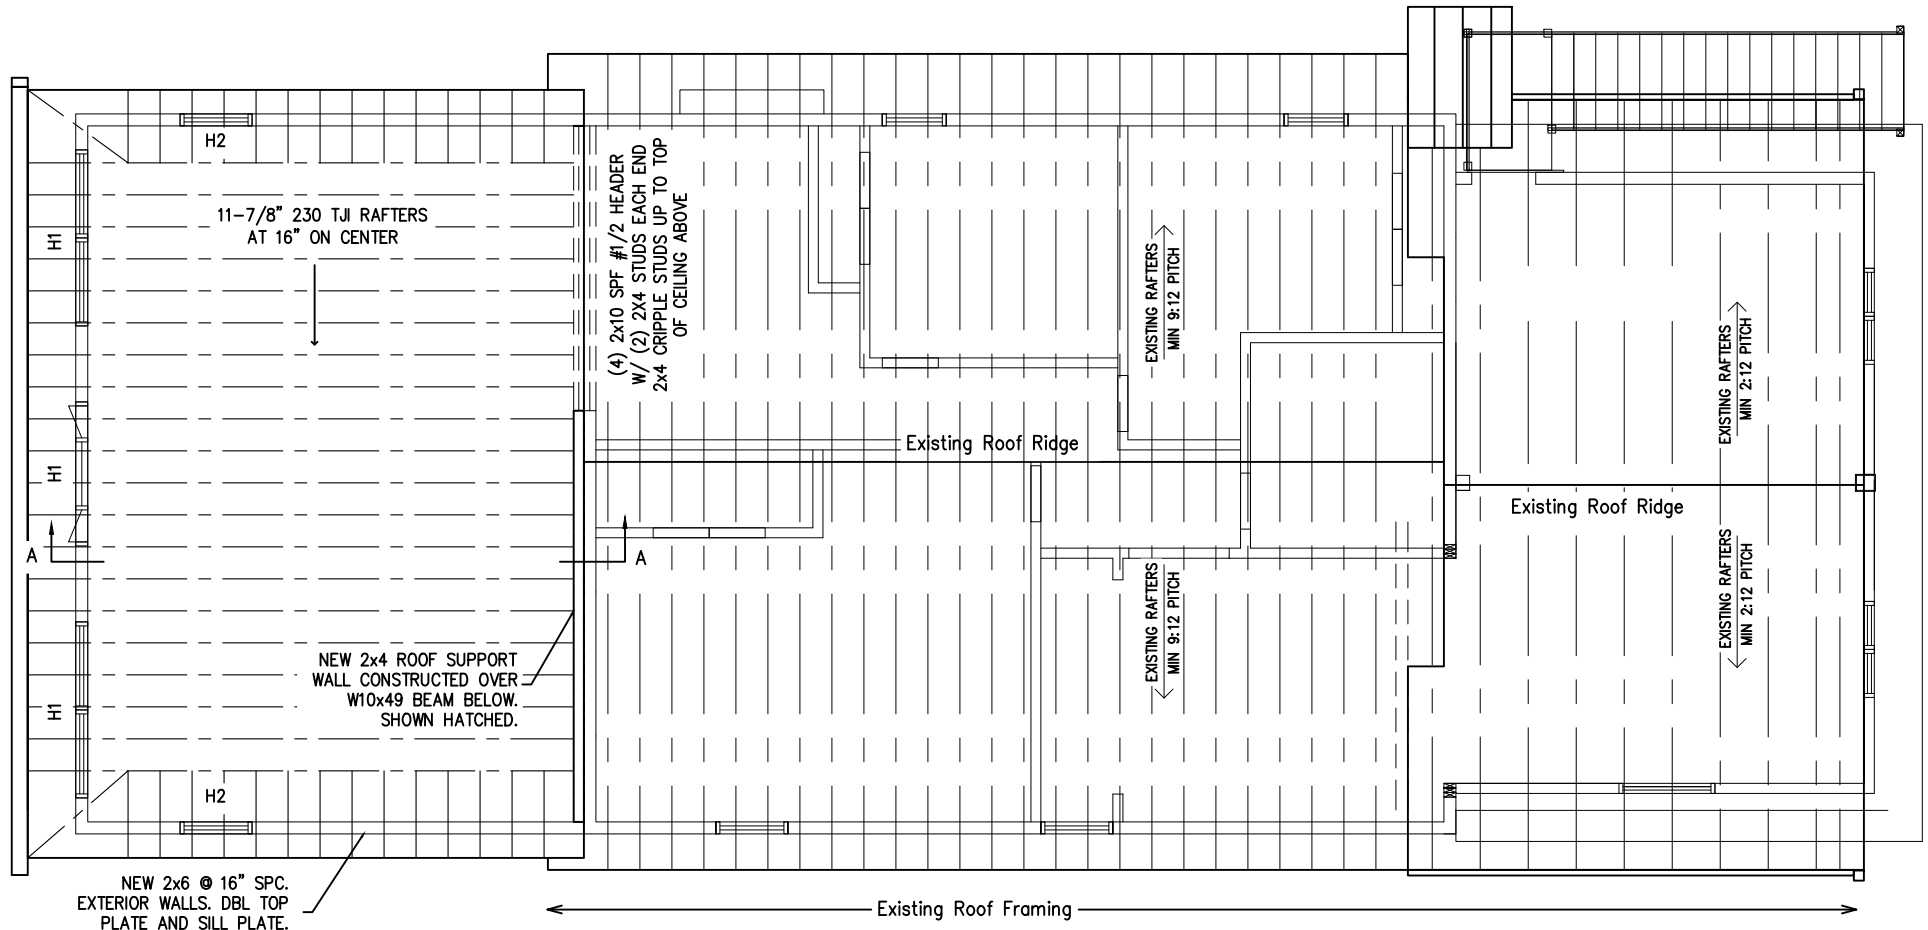 H2
11-7/8" 230 TJI RAFTERS
AT 16" ON CENTER
H1
H1
H1
A
A
(4) 2x10 SPF #1/2 HEADER
W/ (2) 2X4 STUDS EACH END
2x4 CRIPPLE STUDS UP TO TOP
OF CEILING ABOVE
EXISTING RAFTERS
MIN 9:12 PITCH
EXISTING RAFTERS
MIN 2:12 PITCH
Existing Roof Ridge
Existing Roof Ridge
EXISTING RAFTERS
MIN 9:12 PITCH
EXISTING RAFTERS
MIN 2:12 PITCH
NEW 2x4 ROOF SUPPORT
WALL CONSTRUCTED OVER
W10x49 BEAM BELOW.
SHOWN HATCHED.
H2
NEW 2x6 @ 16" SPC.
EXTERIOR WALLS. DBL TOP
PLATE AND SILL PLATE.
Existing Roof Framing